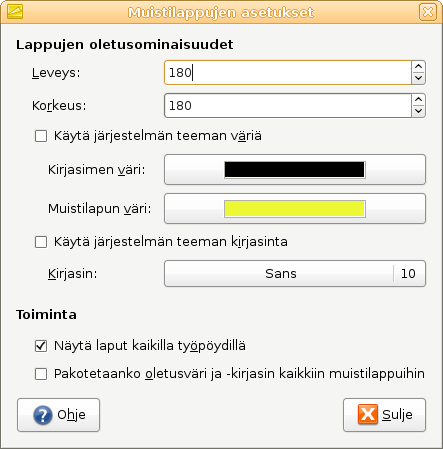 Muistilappujen asetukset
Lappujen oletusominaisuudet
Leveys: 180
Korkeus: 180
Käytä järjestelmän teeman väriä
Kirjasimen väri:
Muistilapun väri:
Käytä järjestelmän teeman kirjasinta
Kirjasin: Sans 10
Toiminta
Näytä laput kaikilla työpöydillä
Pakotetaanko oletusväri ja -kirjasin kaikkiin muistilappuihin
Ohje Sulje